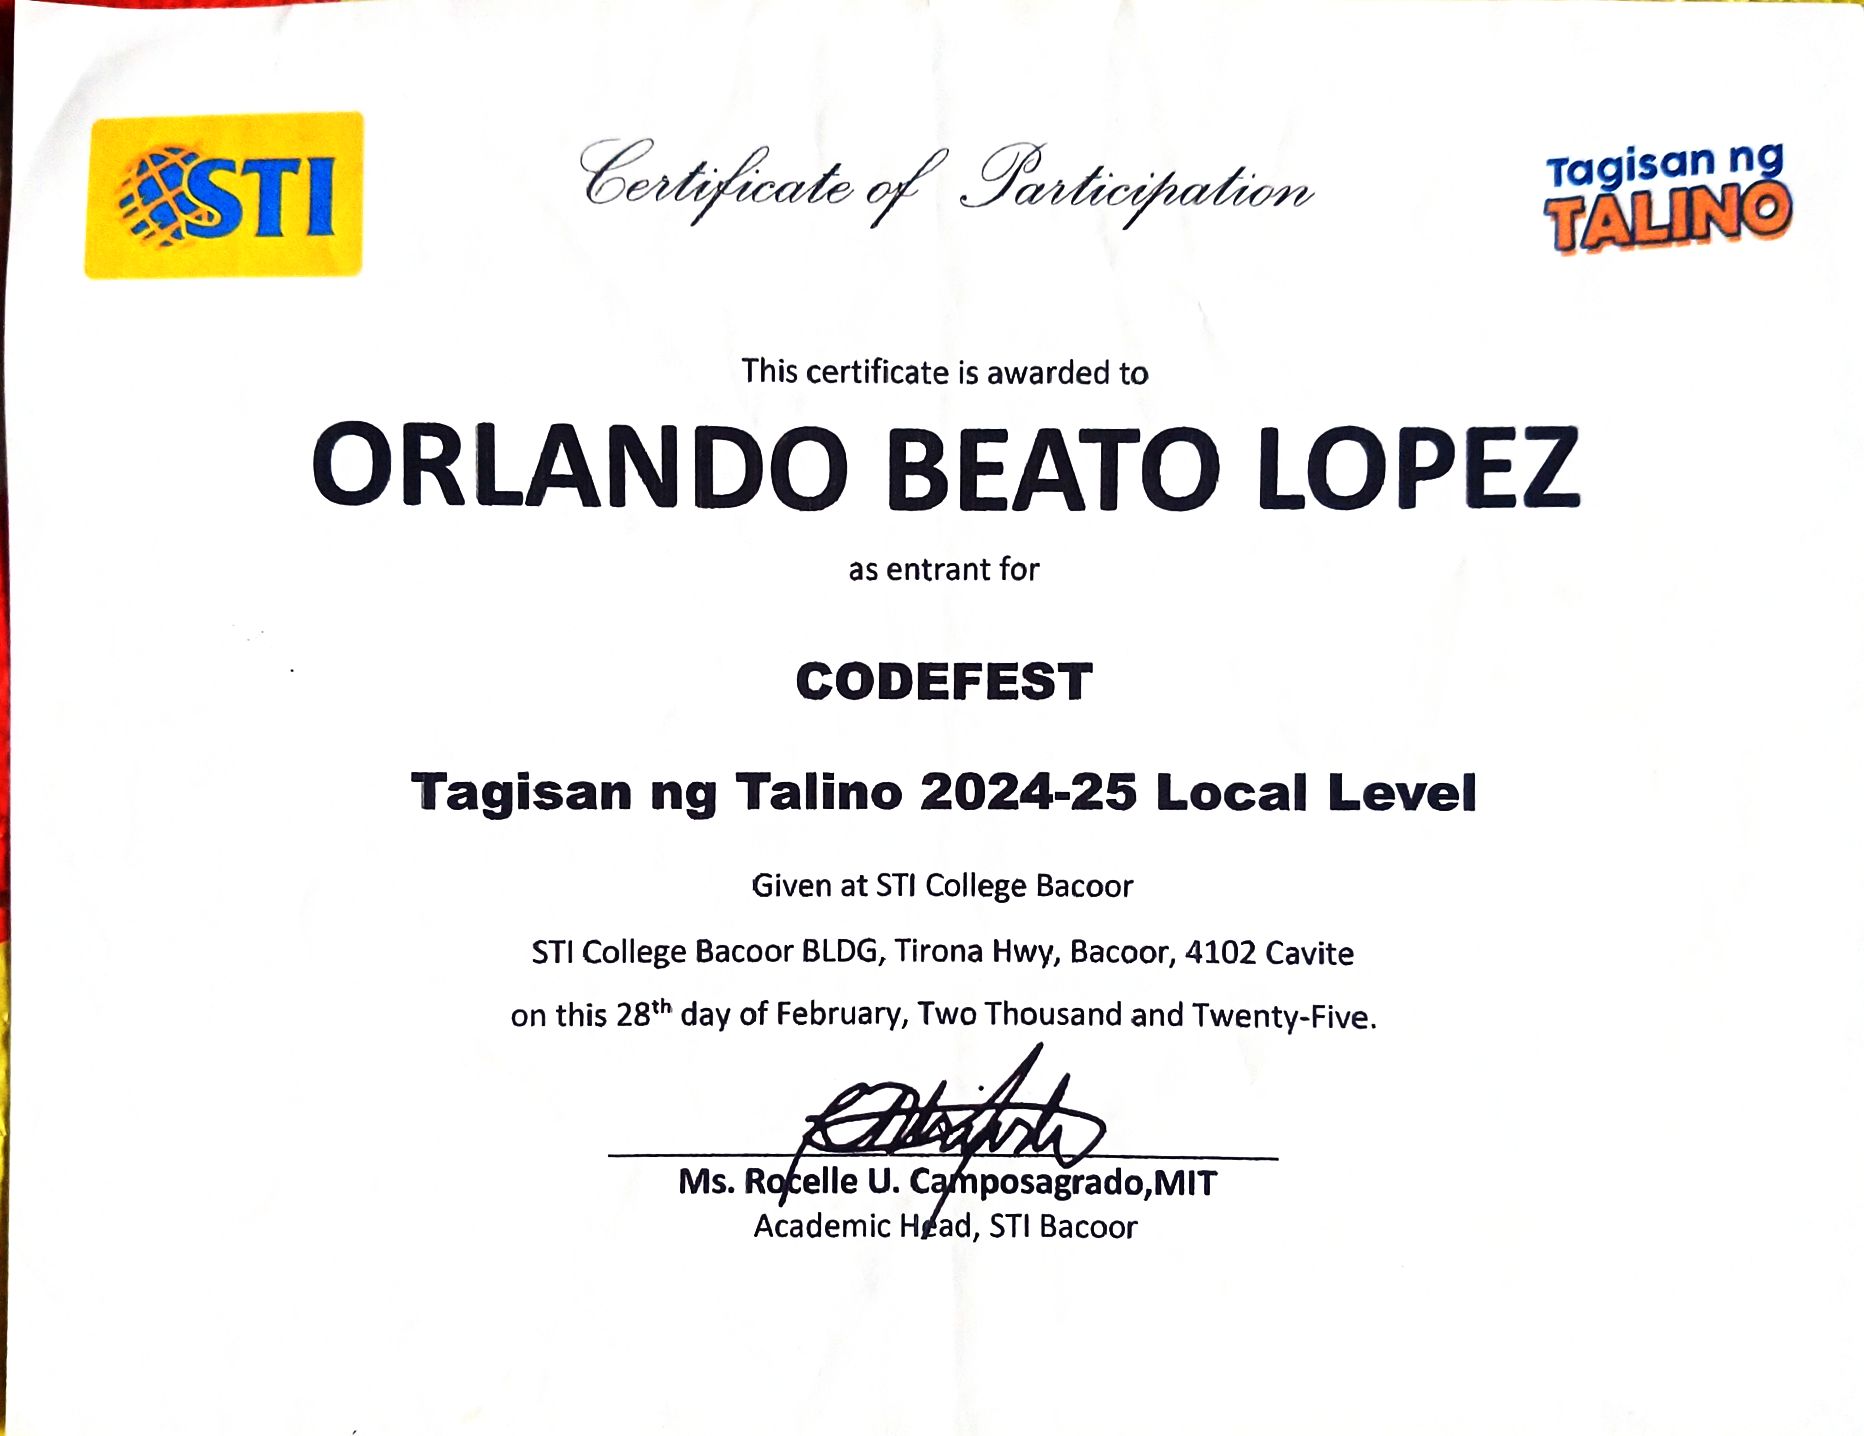 STI
Certificate of Participation
Tagisan ng
TALINO
This certificate is awarded to
ORLANDO BEATO LOPEZ
as entrant for
CODEFEST
Tagisan ng Talino 2024-25 Local Level
Given at STI College Bacoor
STI College Bacoor BLDG, Tirona Hwy, Bacoor, 4102 Cavite
on this 28th day of February, Two Thousand and Twenty-Five.
Ms. Rocelle U. Camposagrado,MIT
Academic Head, STI Bacoor